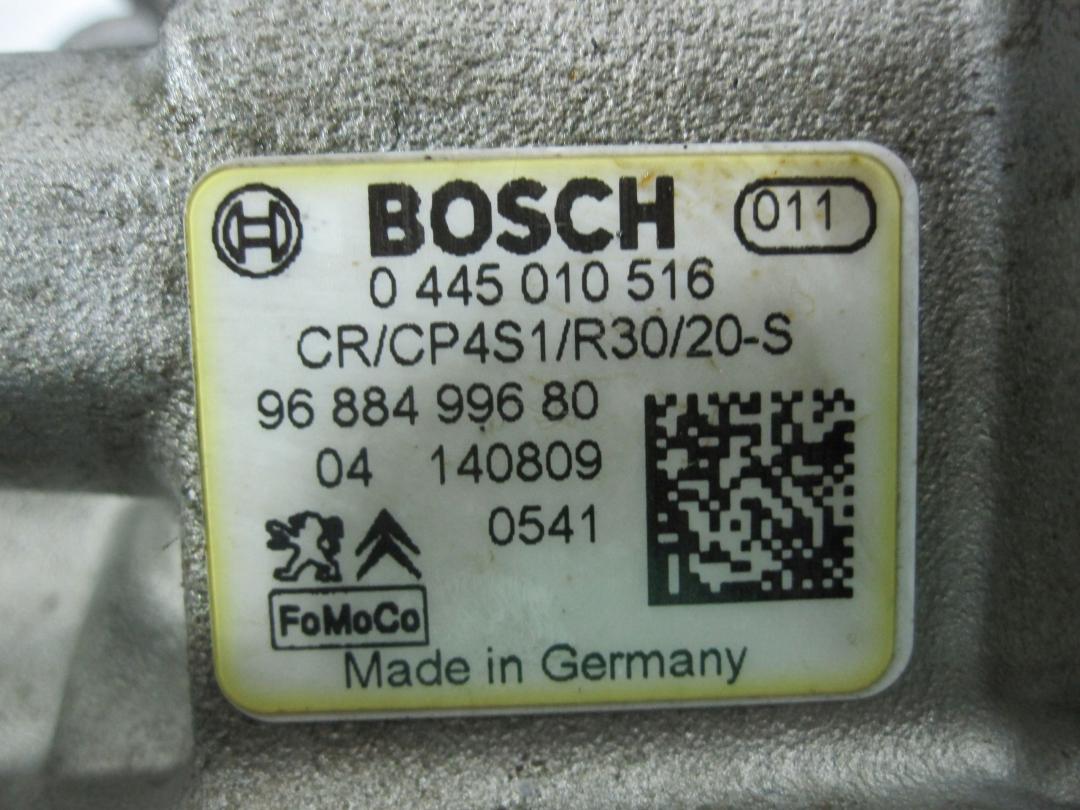 BOSCH 011
0 445 010 516
CR/CP4S1/R30/20-S
96 884 996 80
04 140809
0541
FoMoCo
Made in Germany